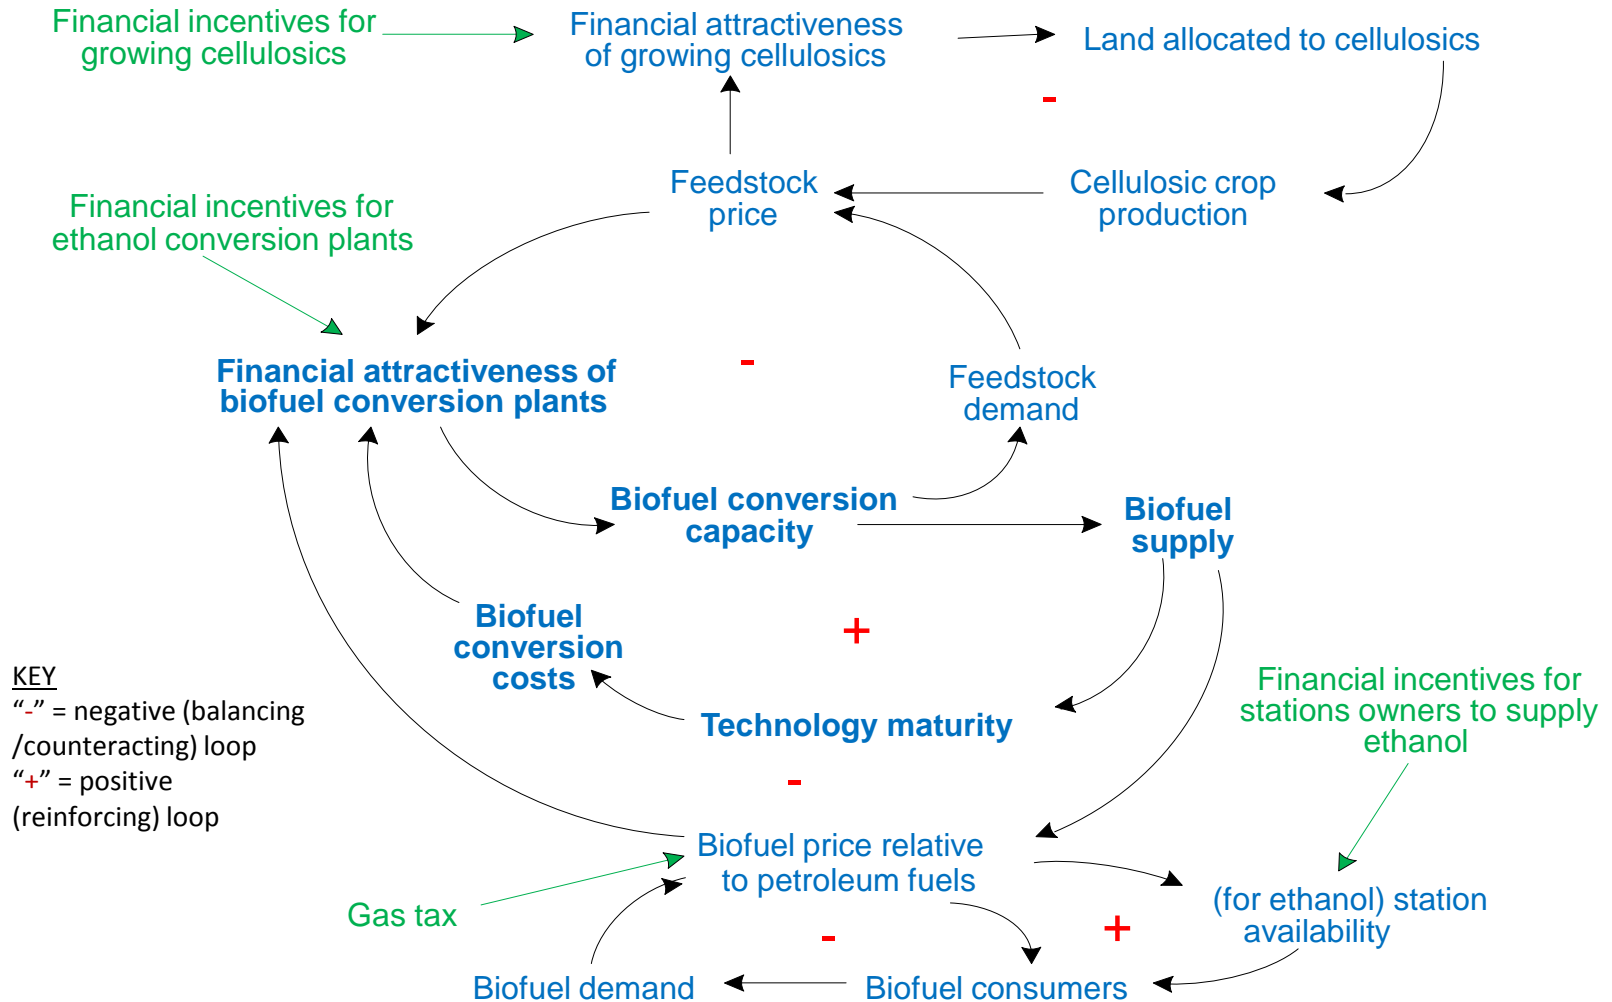 Financial incentives for
growing cellulosics
Financial attractiveness
of growing cellulosics
Land allocated to cellulosics
-
Feedstock
price
Cellulosic crop
production
Financial incentives for
ethanol conversion plants
Financial attractiveness of
biofuel conversion plants
-
Feedstock
demand
Biofuel conversion
capacity
Biofuel
supply
Biofuel
conversion
costs
+
KEY
“-” = negative (balancing
/counteracting) loop
“+” = positive
(reinforcing) loop
Technology maturity
Financial incentives for
stations owners to supply
ethanol
-
Biofuel price relative
to petroleum fuels
Gas tax
(for ethanol) station
availability
-
+
Biofuel demand
Biofuel consumers